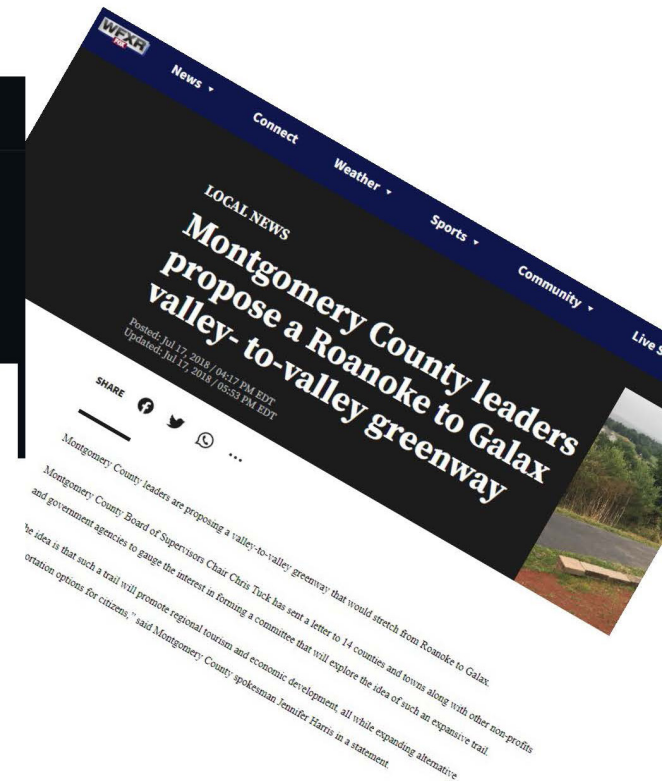 WFXR
FOX
News
Connect
Weather
Sports
Community
Live S
LOCAL NEWS
Montgomery County leaders
propose a Roanoke to Galax
valley- to-valley greenway
Posted: Jul 17, 2018 / 04:17 PM EDT
Updated: Jul 17, 2018 / 05:53 PM EDT
SHARE
Montgomery County leaders are proposing a valley-to-valley greenway that would stretch from Roanoke to Galax.
Montgomery County Board of Supervisors Chair Chris Tuck has sent a letter to 14 counties and towns along with other non-profits
and government agencies to gauge the interest in forming a committee that will explore the idea of such an expansive trail.
he idea is that such a trail will promote regional tourism and economic development, all while expanding alternative
ortation options for citizens," said Montgomery County spokesman Jennifer Harris in a statement.